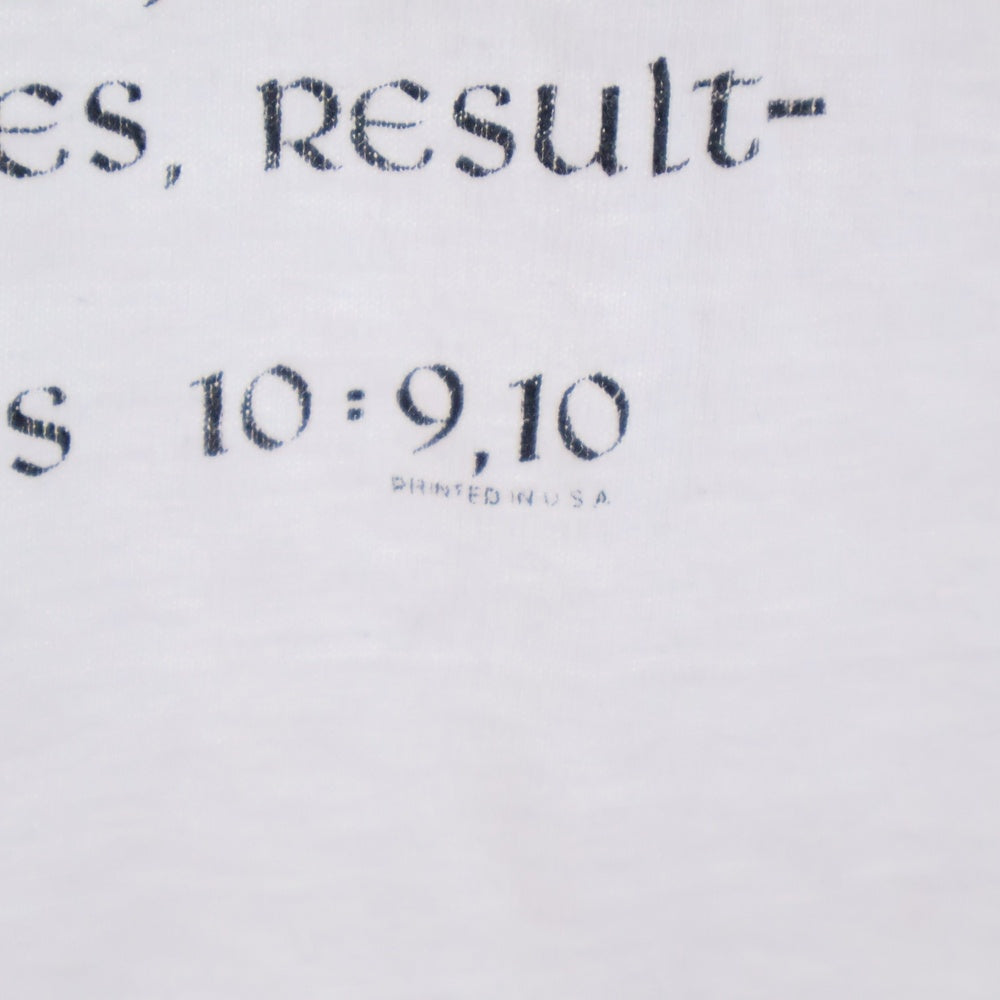 es, result-
s 10:9,10
PRINTED IN U S A